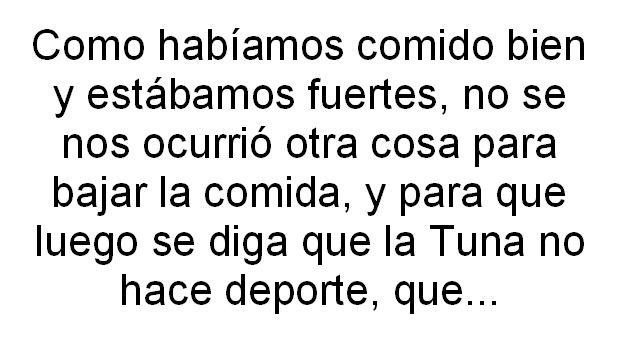 Como habíamos comido bien
y estábamos fuertes, no se
nos ocurrió otra cosa para
bajar la comida, y para que
luego se diga que la Tuna no
hace deporte, que...